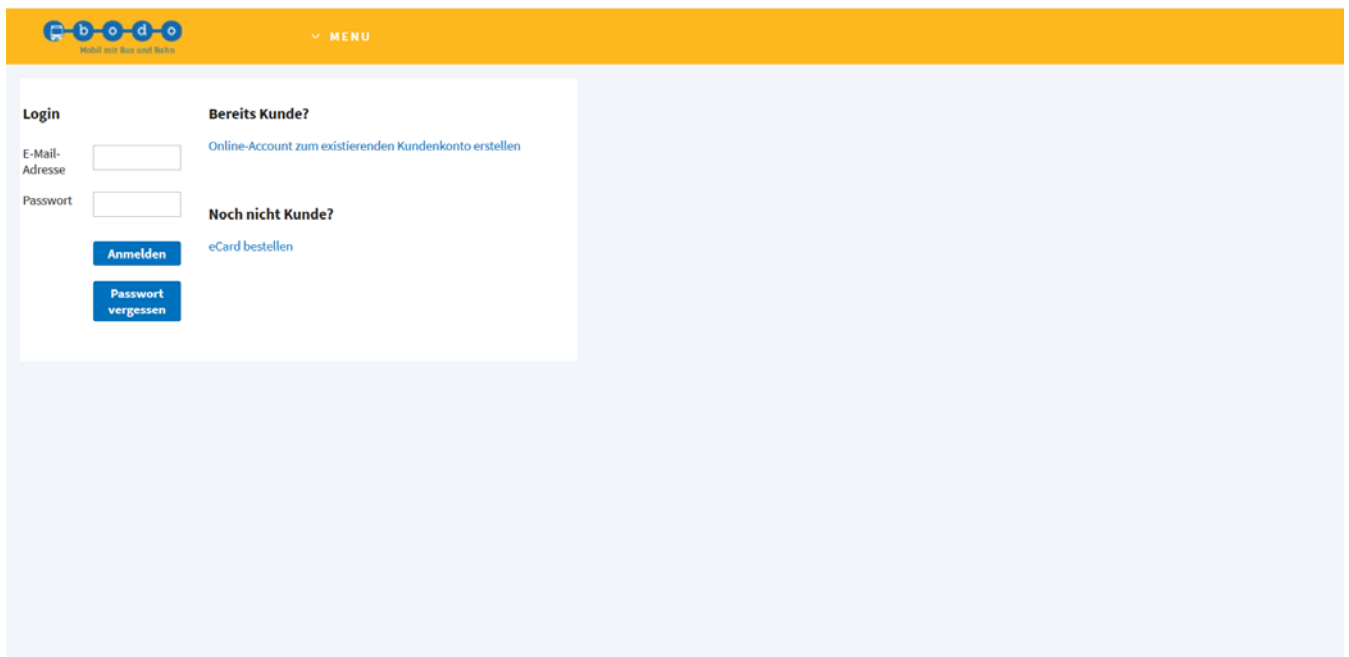 b-o-d-o
Mobil mit Bus und Bahn
MENU
Login
E-Mail-
Adresse
Passwort
Anmelden
Passwort
vergessen
Bereits Kunde?
Online-Account zum existierenden Kundenkonto erstellen
Noch nicht Kunde?
eCard bestellen